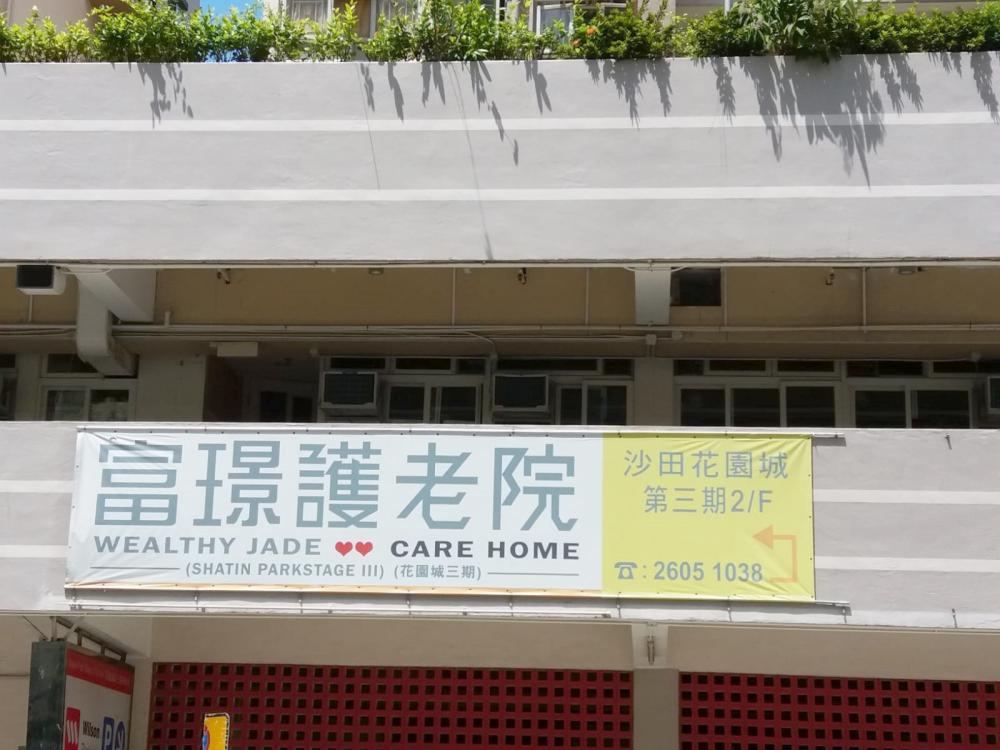 富璟護老院
WEALTHY JADE ❤❤ CARE HOME
(SHATIN PARKSTAGE III) (花園城三期)
沙田花園城
第三期2/F
☎: 2605 1038
Wilson
P